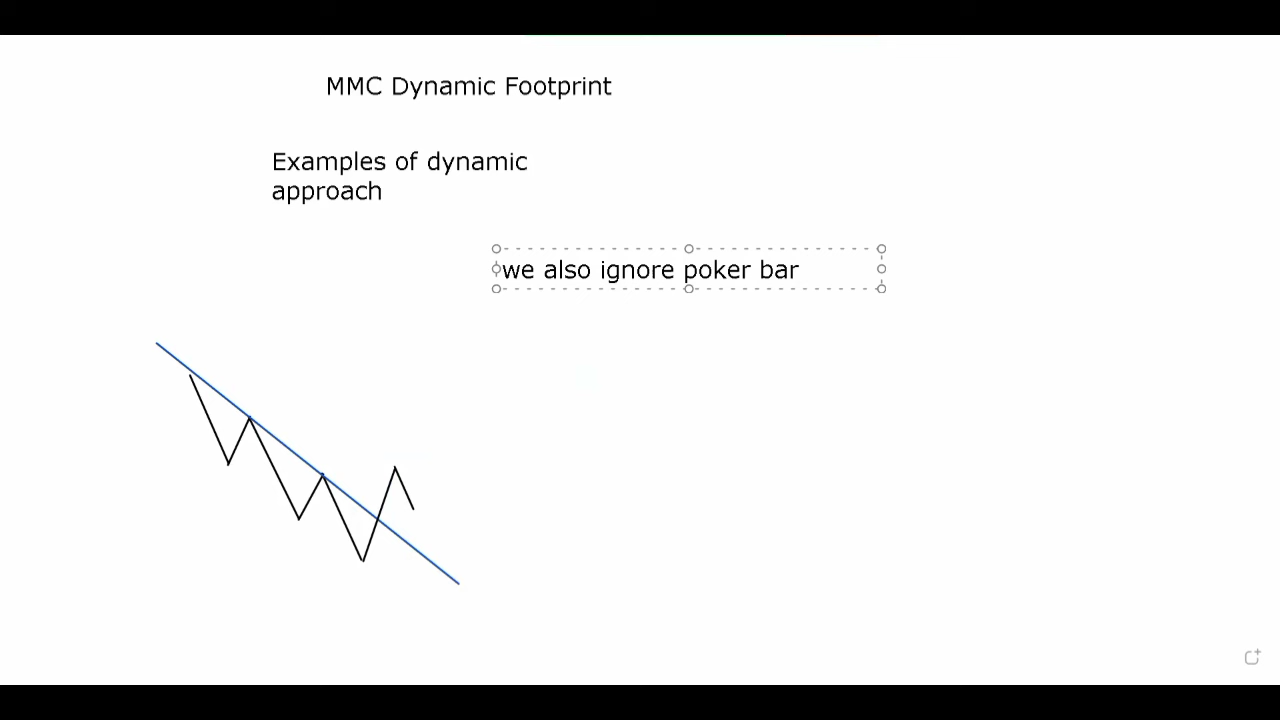 MMC Dynamic Footprint
Examples of dynamic
approach
we also ignore poker bar